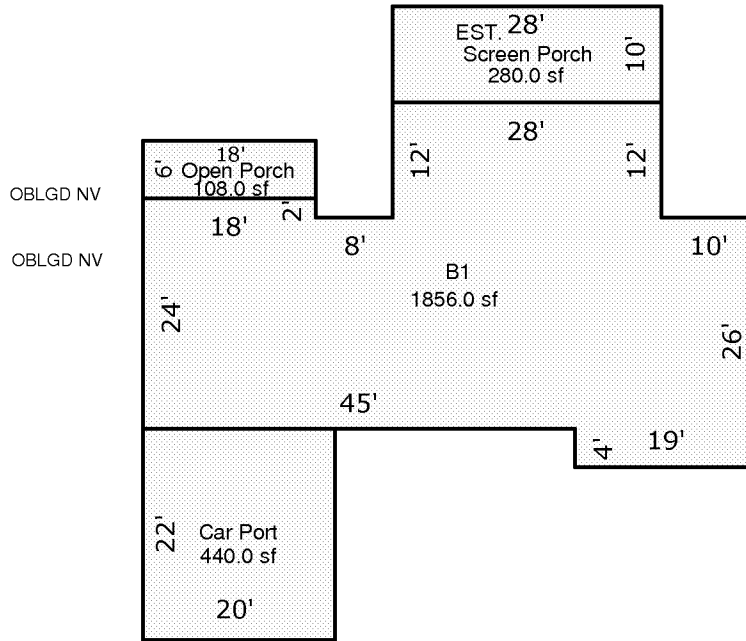 EST. 28'
Screen Porch
280.0 sf
10'
28'
12'
12'
18'
6'
Open Porch
108.0 sf
OBLGD NV
2'
18'
8'
10'
OBLGD NV
B1
1856.0 sf
24'
26'
45'
4'
19'
Car Port
440.0 sf
22'
20'